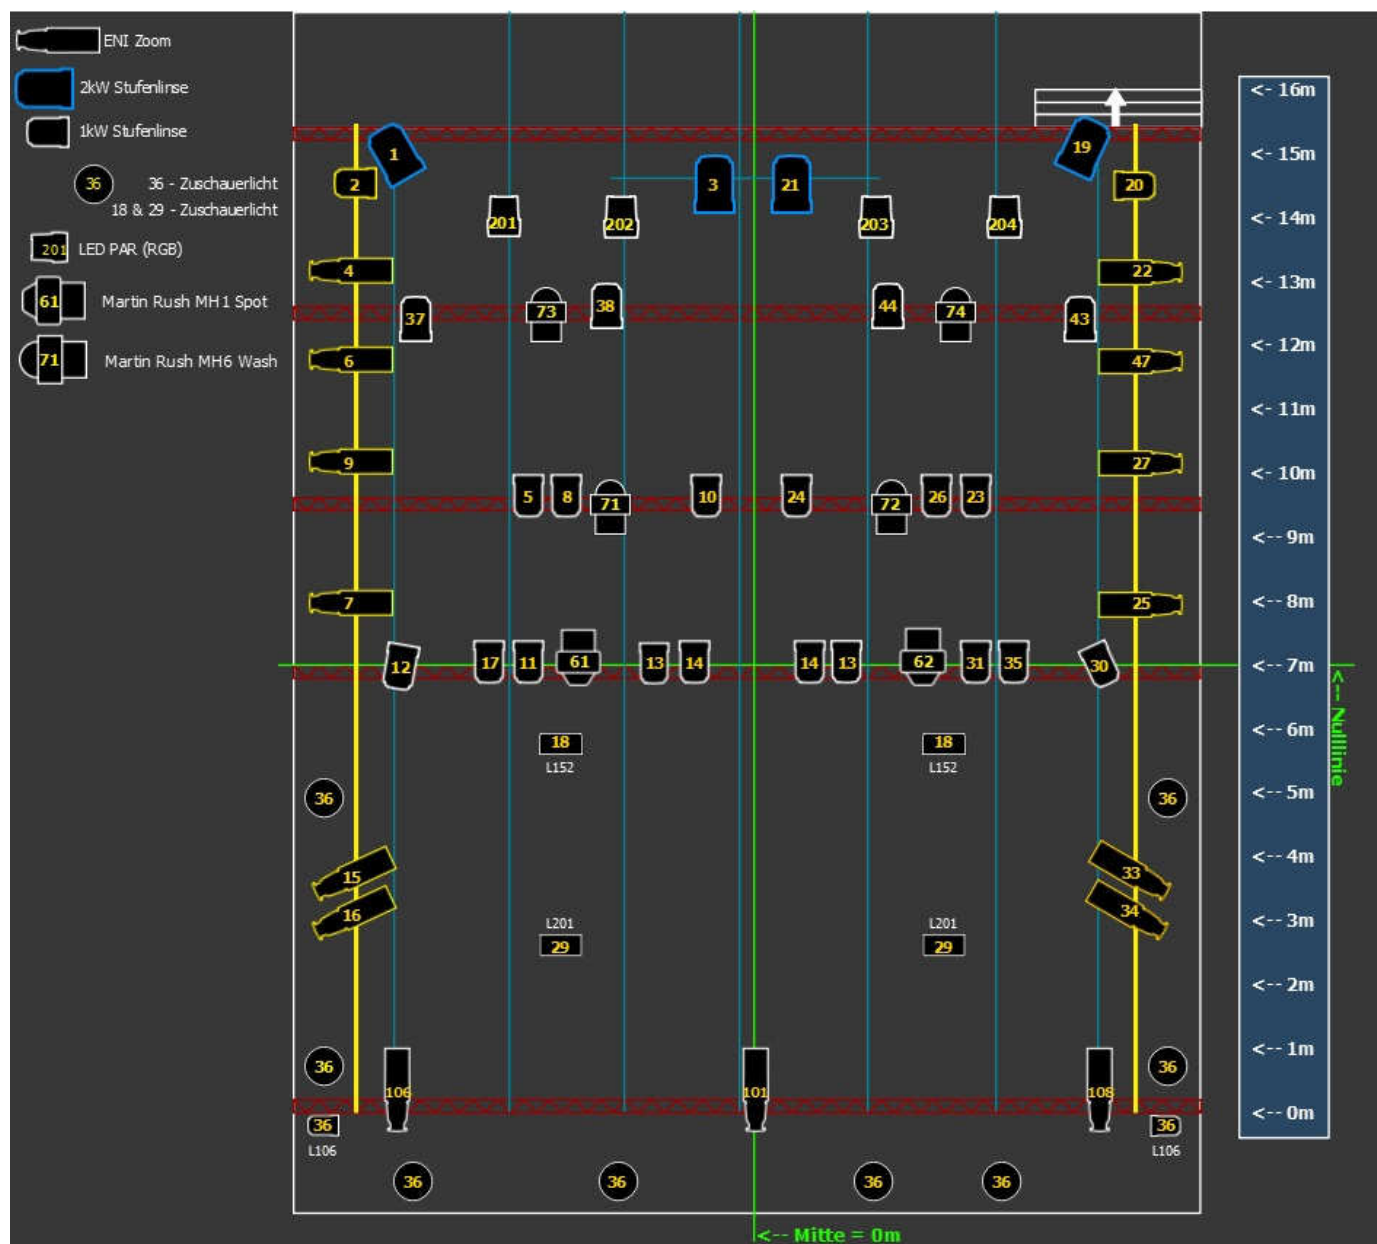 ENI Zoom
2kW Stufenlinse
1kW Stufenlinse
36 36 - Zuschauerlicht
18 & 29 - Zuschauerlicht
201 LED PAR (RGB)
61 Martin Rush MH1 Spot
71 Martin Rush MH6 Wash
<- 16m
1 19
<- 15m
2 3 21 20
<- 14m
201 202 203 204
4 22
<- 13m
37 73 38 44 74 43
<- 12m
6 47
<- 11m
9 27
<- 10m
5 8 71 10 24 72 26 23
<-- 9m
7 25
<-- 8m
12 17 11 61 13 14 14 13 62 31 35 30
<-- 7m
<-- Nulllinie
<-- 6m
18 18
L152 L152
36 36
<-- 5m
<-- 4m
15 33
16 34
<-- 3m
L201 L201
29 29
<-- 2m
<-- 1m
36 36
106 101 108
<-- 0m
36 36
L106 L106
36 36 36 36
<-- Mitte = 0m